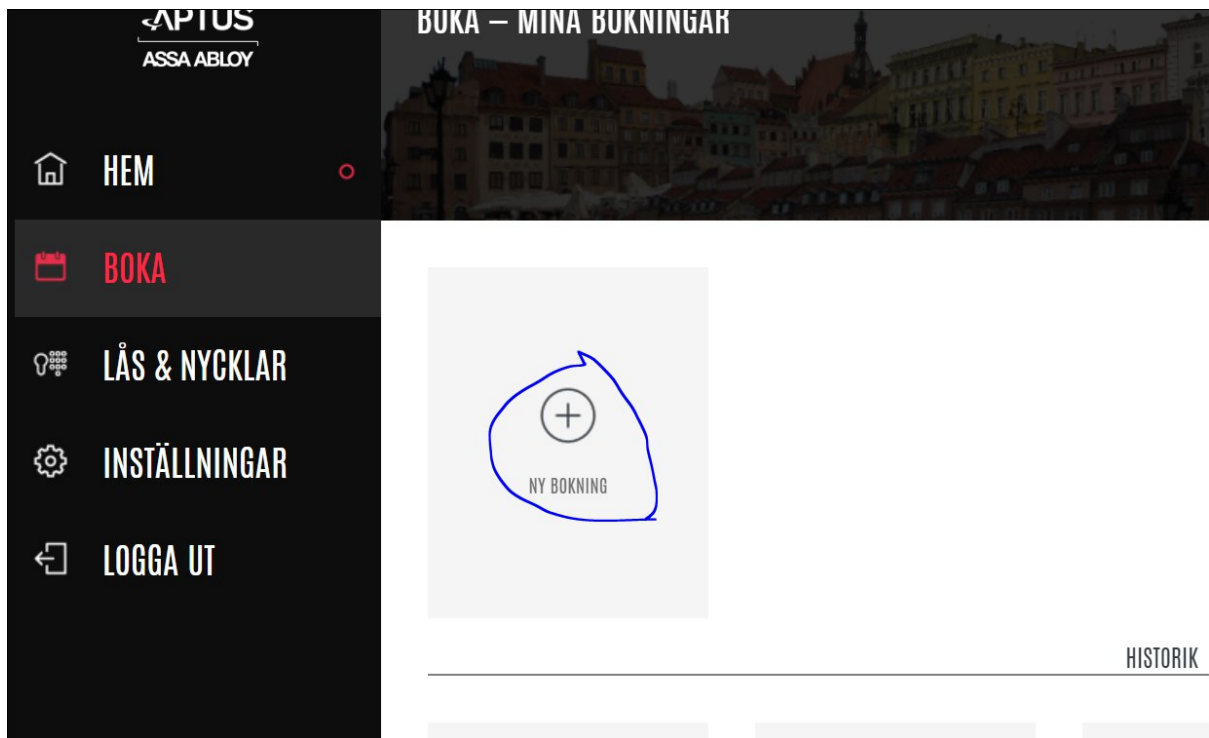 APTUS
ASSA ABLOY
HEM
BOKA
LÅS & NYCKLAR
INSTÄLLNINGAR
LOGGA UT
BOKA – MINA BOKNINGAR
NY BOKNING
HISTORIK